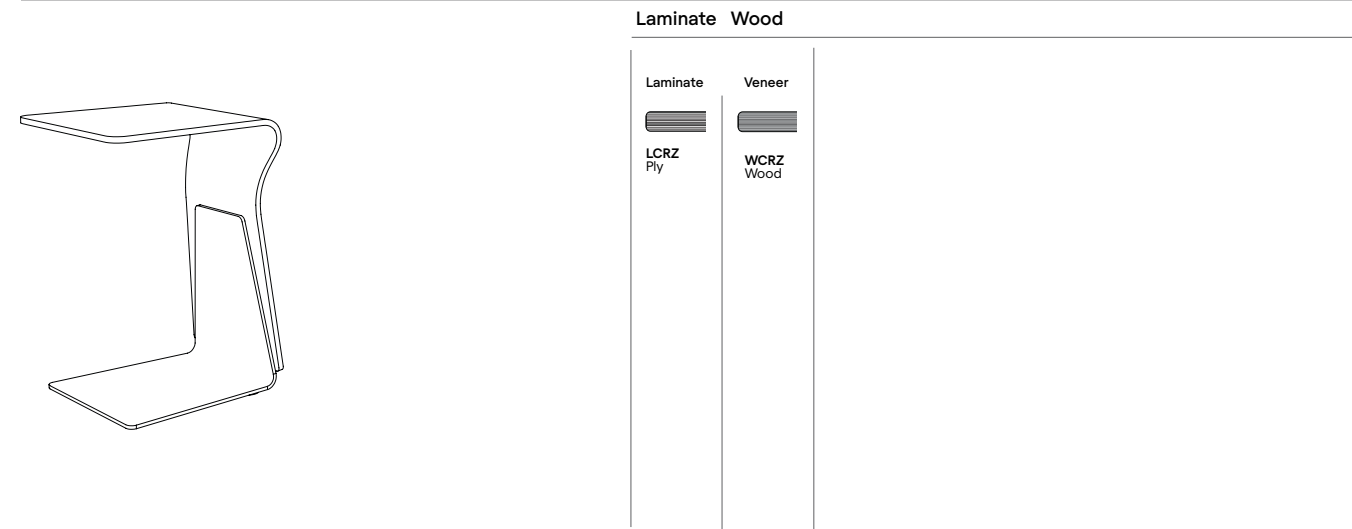 Laminate Wood
Laminate
Veneer
LCRZ
Ply
WCRZ
Wood